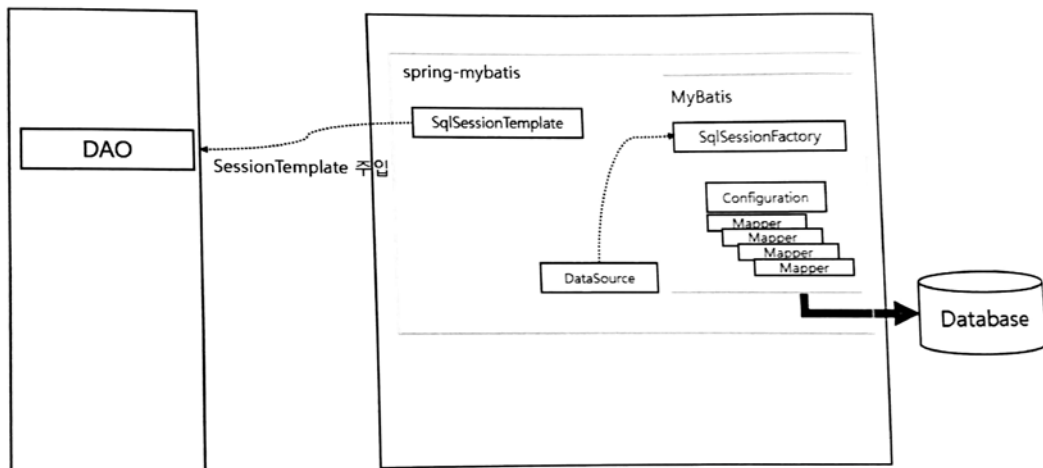 spring-mybatis
MyBatis
SqlSessionTemplate
SqlSessionFactory
DAO
SessionTemplate 주입
Configuration
Mapper
Mapper
Mapper
Mapper
DataSource
Database